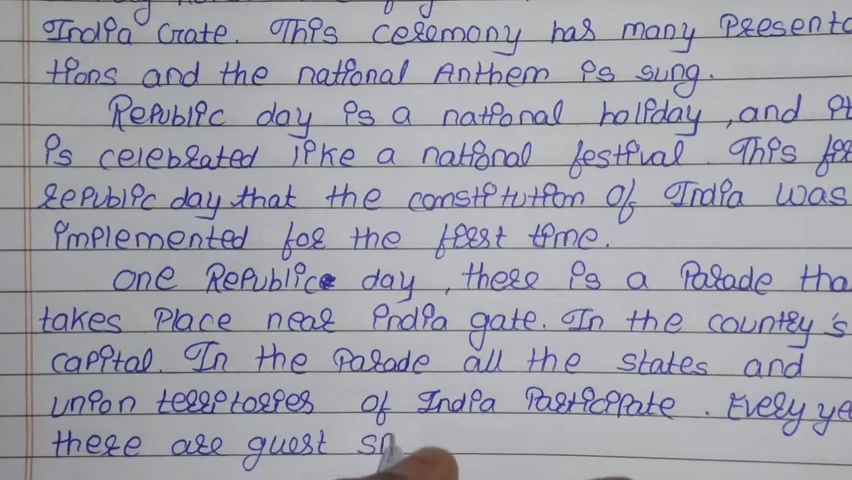 India Gate. This ceremony has many Presenta
tions and the national Anthem is sung.
Republic day is a national holiday, and it
is celebrated like a national festival. This for
republic day that the constitution of India was
implemented for the first time.
One Republic day, there is a Parade tha
takes Place near India gate. In the country's
capital. In the Parade all the states and
union territories of India Participate. Every ye
there are guest